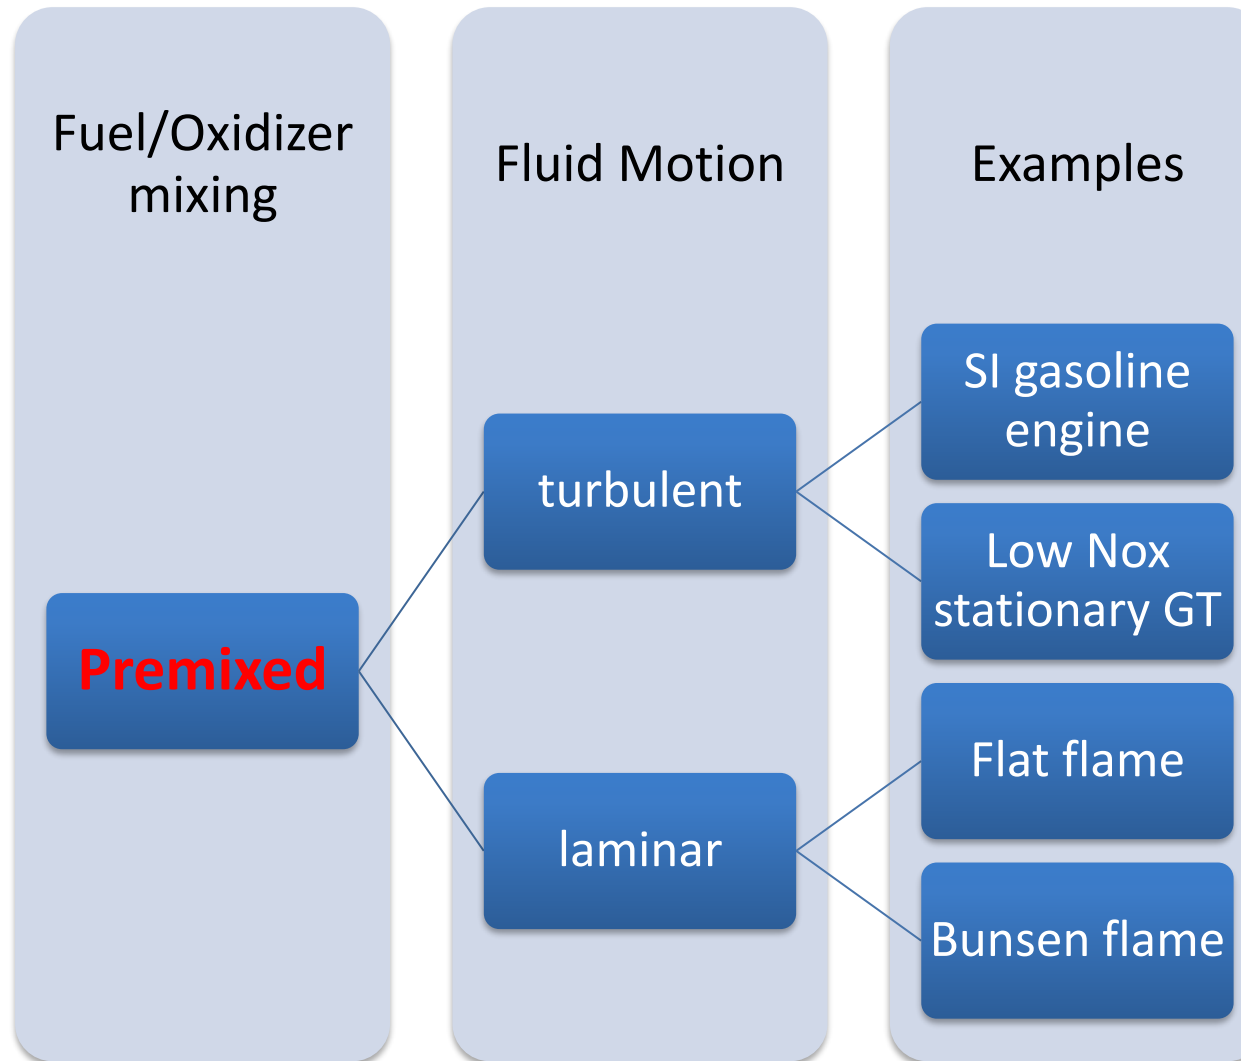 Fuel/Oxidizer
mixing
Fluid Motion
Examples
Premixed
turbulent
laminar
SI gasoline
engine
Low Nox
stationary GT
Flat flame
Bunsen flame